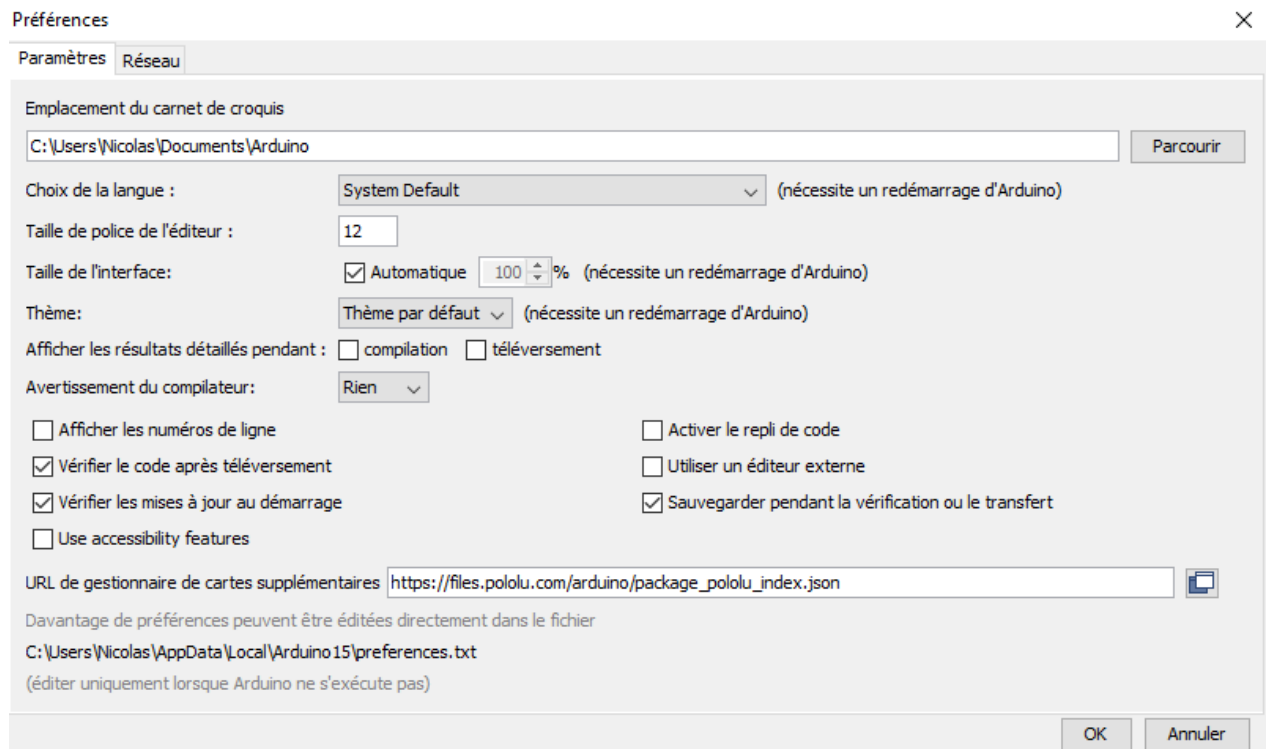 Préférences
Paramètres Réseau
Emplacement du carnet de croquis
C:\Users\Nicolas\Documents\Arduino Parcourir
Choix de la langue : System Default (nécessite un redémarrage d'Arduino)
Taille de police de l'éditeur : 12
Taille de l'interface: Automatique 100 % (nécessite un redémarrage d'Arduino)
Thème: Thème par défaut (nécessite un redémarrage d'Arduino)
Afficher les résultats détaillés pendant : compilation téléversement
Avertissement du compilateur: Rien
Afficher les numéros de ligne Activer le repli de code
Vérifier le code après téléversement Utiliser un éditeur externe
Vérifier les mises à jour au démarrage Sauvegarder pendant la vérification ou le transfert
Use accessibility features
URL de gestionnaire de cartes supplémentaires https://files.pololu.com/arduino/package_pololu_index.json
Davantage de préférences peuvent être éditées directement dans le fichier
C:\Users\Nicolas\AppData\Local\Arduino15\preferences.txt
(éditer uniquement lorsque Arduino ne s'exécute pas)
OK Annuler